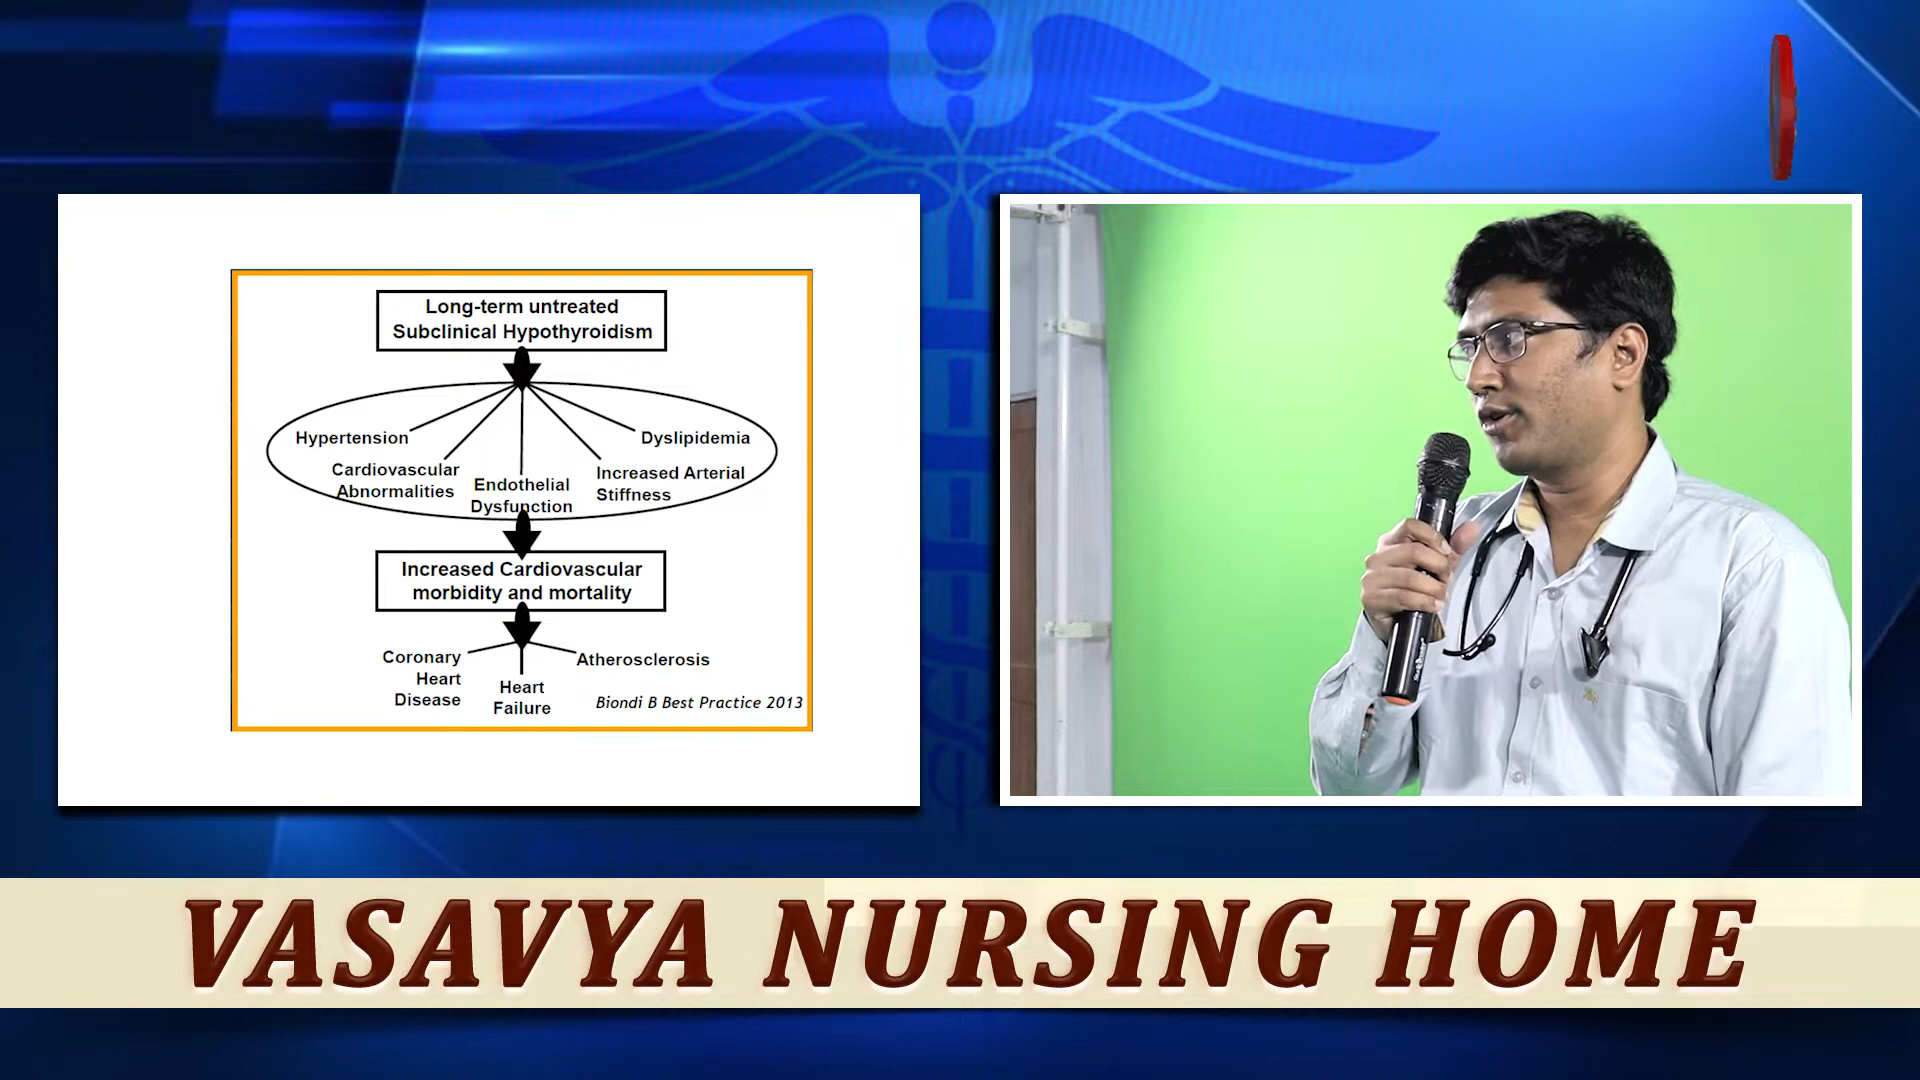 Long-term untreated
Subclinical Hypothyroidism
Hypertension
Dyslipidemia
Cardiovascular
Abnormalities
Endothelial
Dysfunction
Increased Arterial
Stiffness
Increased Cardiovascular
morbidity and mortality
Coronary
Heart
Disease
Heart
Failure
Atherosclerosis
Biondi B Best Practice 2013
VASAVYA NURSING HOME